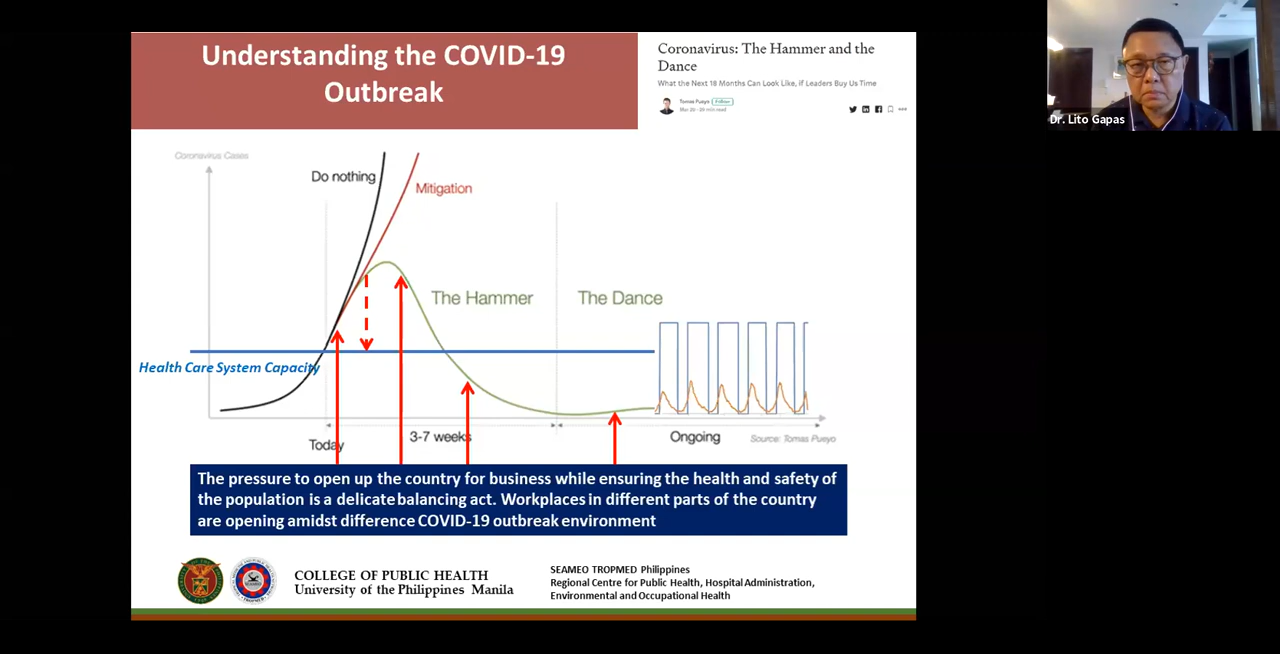 Understanding the COVID-19
Outbreak
Coronavirus: The Hammer and the
Dance
What the Next 18 Months Can Look Like, if Leaders Buy Us Time
Tomas Pueyo Follow
Dr. Lito Gapas
Coronavirus Cases
Do nothing
Mitigation
The Hammer
The Dance
Health Care System Capacity
3-7 weeks
Ongoing
Source: Tomas Pueyo
Today
The pressure to open up the country for business while ensuring the health and safety of
the population is a delicate balancing act. Workplaces in different parts of the country
are opening amidst difference COVID-19 outbreak environment
COLLEGE OF PUBLIC HEALTH
University of the Philippines Manila
SEAMEO TROPMED Philippines
Regional Centre for Public Health, Hospital Administration,
Environmental and Occupational Health